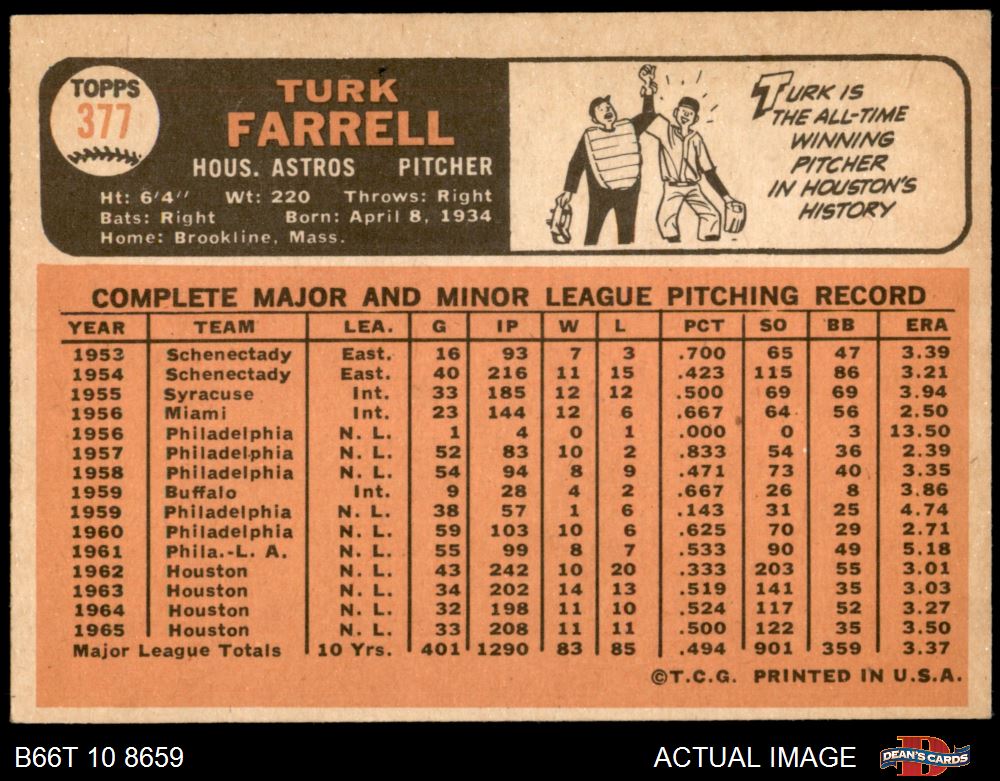 TOPPS
377
TURK
FARRELL
HOUS. ASTROS PITCHER
Ht: 6'4" Wt: 220 Throws: Right
Bats: Right Born: April 8, 1934
Home: Brookline, Mass.
TURK IS
THE ALL-TIME
WINNING
PITCHER
IN HOUSTON'S
HISTORY
COMPLETE MAJOR AND MINOR LEAGUE PITCHING RECORD
YEAR TEAM LEA. G IP W L PCT SO BB ERA
1953 Schenectady East. 16 93 7 3 .700 65 47 3.39
1954 Schenectady East. 40 216 11 15 .423 115 86 3.21
1955 Syracuse Int. 33 185 12 12 .500 69 69 3.94
1956 Miami Int. 23 144 12 6 .667 64 56 2.50
1956 Philadelphia N. L. 1 4 0 1 .000 0 3 13.50
1957 Philadelphia N. L. 52 83 10 2 .833 54 36 2.39
1958 Philadelphia N. L. 54 94 8 9 .471 73 40 3.35
1959 Buffalo Int. 9 28 4 2 .667 26 8 3.86
1959 Philadelphia N. L. 38 57 1 6 .143 31 25 4.74
1960 Philadelphia N. L. 59 103 10 6 .625 70 29 2.71
1961 Phila.-L. A. N. L. 55 99 8 7 .533 90 49 5.18
1962 Houston N. L. 43 242 10 20 .333 203 55 3.01
1963 Houston N. L. 34 202 14 13 .519 141 35 3.03
1964 Houston N. L. 32 198 11 10 .524 117 52 3.27
1965 Houston N. L. 33 208 11 11 .500 122 35 3.50
Major League Totals 10 Yrs. 401 1290 83 85 .494 901 359 3.37
©T.C.G. PRINTED IN U.S.A.
B66T 10 8659 ACTUAL IMAGE DEAN'S CARDS